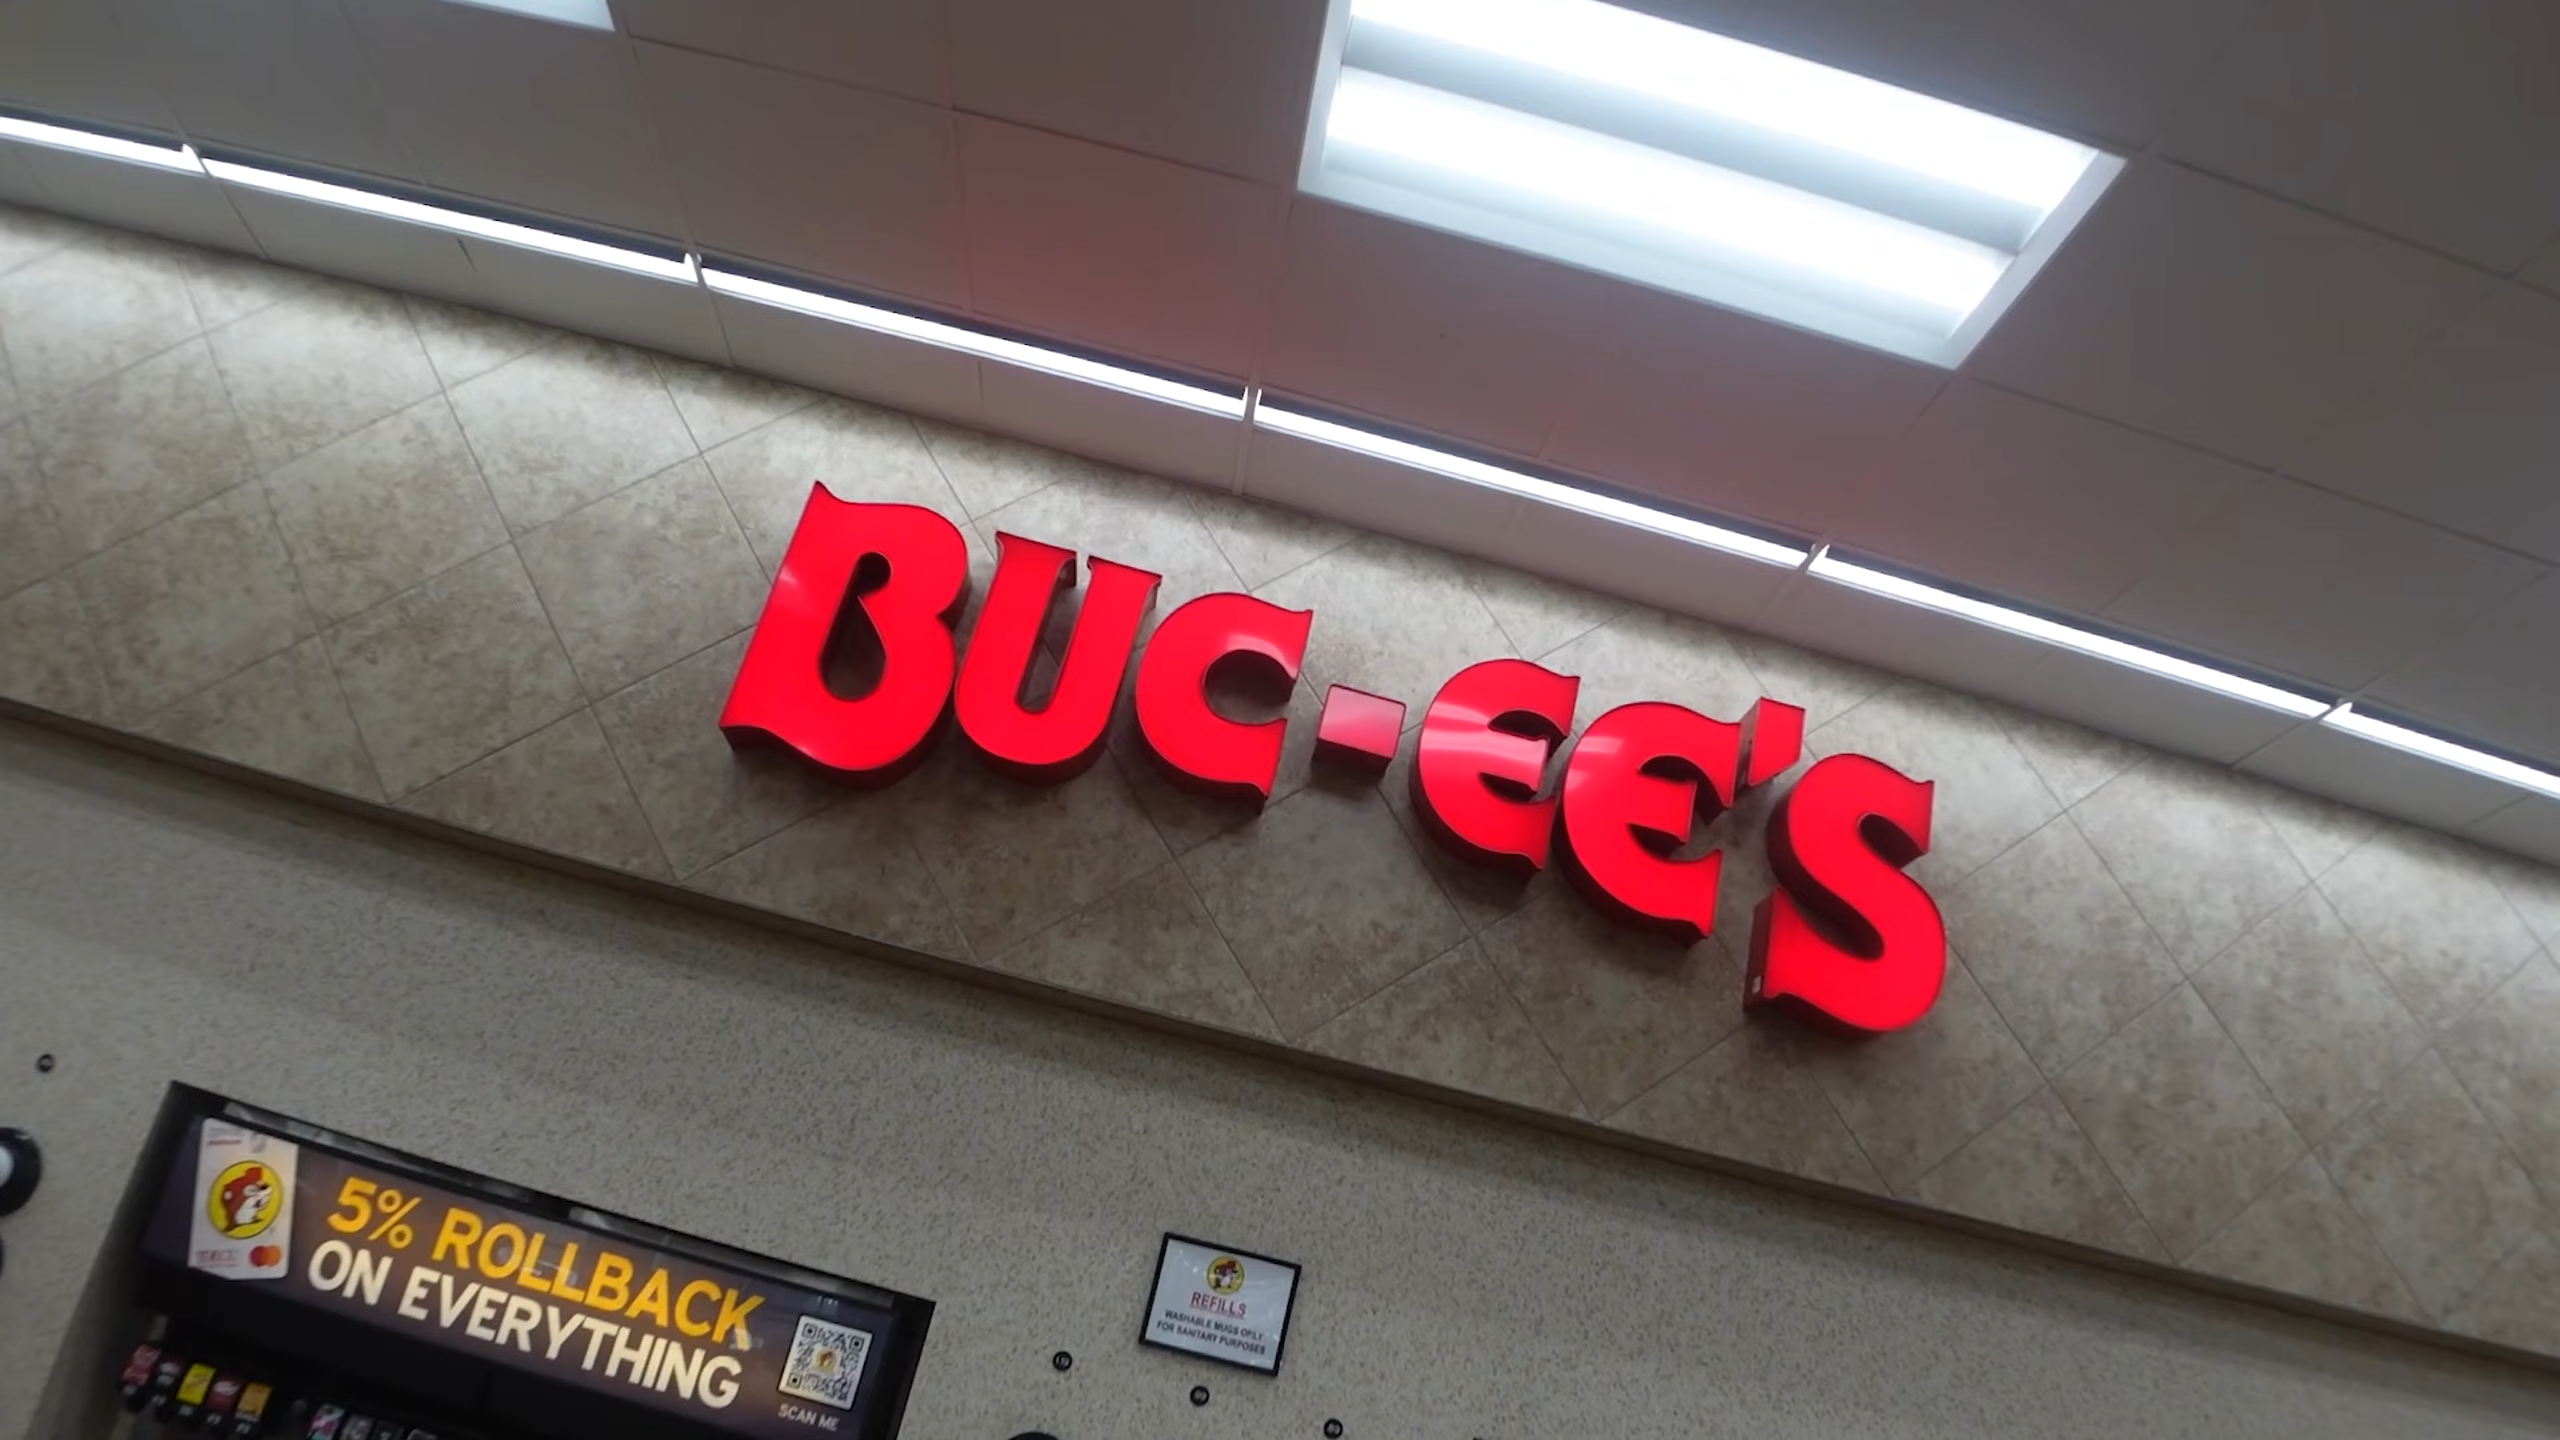 BUC-EE'S
5% ROLLBACK
ON EVERYTHING
SCAN ME
REFILLS
WASHABLE MUGS ONLY
FOR SANITARY PURPOSES